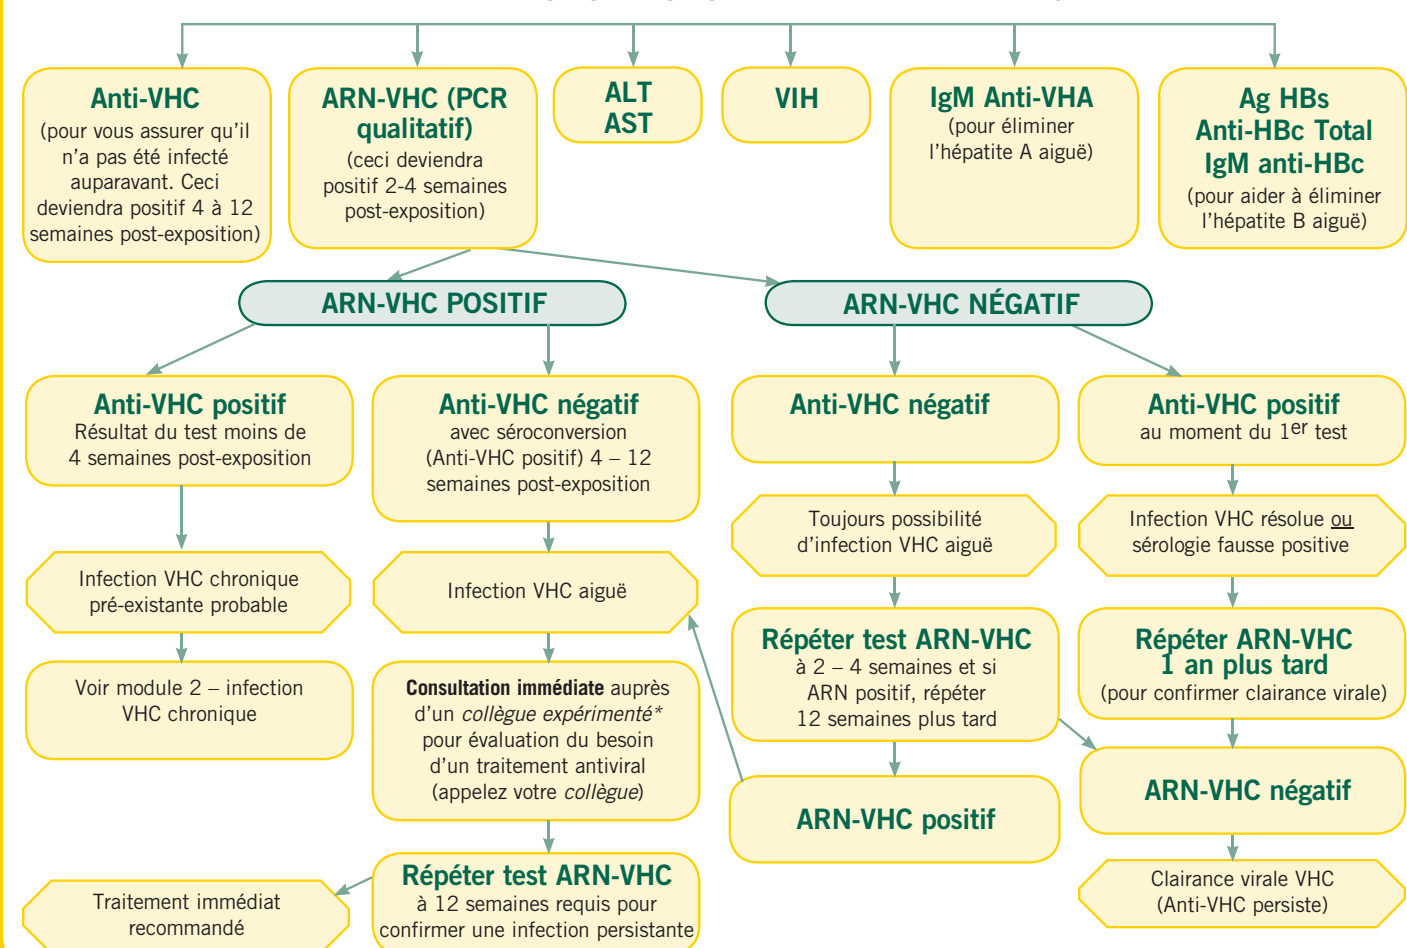 Anti-VHC
(pour vous assurer qu'il
n'a pas été infecté
auparavant. Ceci
deviendra positif 4 à 12
semaines post-exposition)
ARN-VHC (PCR
qualitatif)
(ceci deviendra
positif 2-4 semaines
post-exposition)
ALT
AST
VIH
IgM Anti-VHA
(pour éliminer
l'hépatite A aiguë)
Ag HBs
Anti-HBc Total
IgM anti-HBc
(pour aider à éliminer
l'hépatite B aiguë)
ARN-VHC POSITIF
ARN-VHC NÉGATIF
Anti-VHC positif
Résultat du test moins de
4 semaines post-exposition
Anti-VHC négatif
avec séroconversion
(Anti-VHC positif) 4 – 12
semaines post-exposition
Anti-VHC négatif
Anti-VHC positif
au moment du 1er test
Infection VHC chronique
pré-existante probable
Infection VHC aiguë
Toujours possibilité
d'infection VHC aiguë
Infection VHC résolue ou
sérologie fausse positive
Voir module 2 – infection
VHC chronique
Consultation immédiate auprès
d'un collègue expérimenté*
pour évaluation du besoin
d'un traitement antiviral
(appelez votre collègue)
Répéter test ARN-VHC
à 2 – 4 semaines et si
ARN positif, répéter
12 semaines plus tard
Répéter ARN-VHC
1 an plus tard
(pour confirmer clairance virale)
ARN-VHC positif
ARN-VHC négatif
Traitement immédiat
recommandé
Répéter test ARN-VHC
à 12 semaines requis pour
confirmer une infection persistante
Clairance virale VHC
(Anti-VHC persiste)